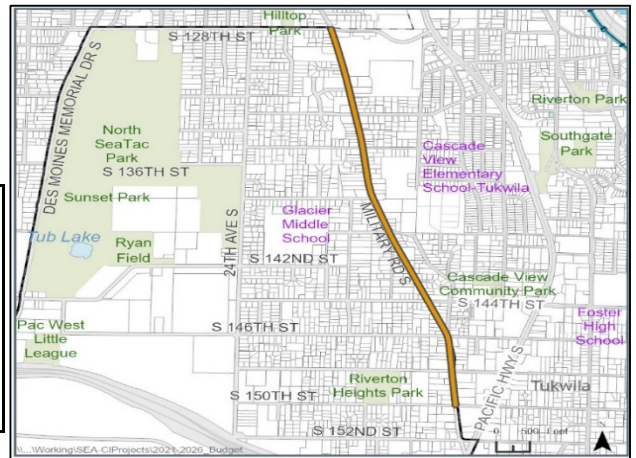 Hilltop
Park
S 128TH ST
DES MOINES MEMORIAL DR S
Riverton Park
North
SeaTac
Park
Southgate
Park
Cascade
View
Elementary
School-Tukwila
S 136TH ST
Sunset Park
Glacier
Middle
School
MILITARY RD S
24TH AVE S
Tub Lake
Ryan
Field
S 142ND ST
Cascade View
Community Park
S 144TH ST
Foster
High
School
Pac West
Little
League
S 146TH ST
PACIFIC HWY S
Riverton
Heights Park
Tukwila
S 150TH ST
S 152ND ST
0 500 Feet
\\...\Working\SEA-CIProjects\2021-2026_Budget